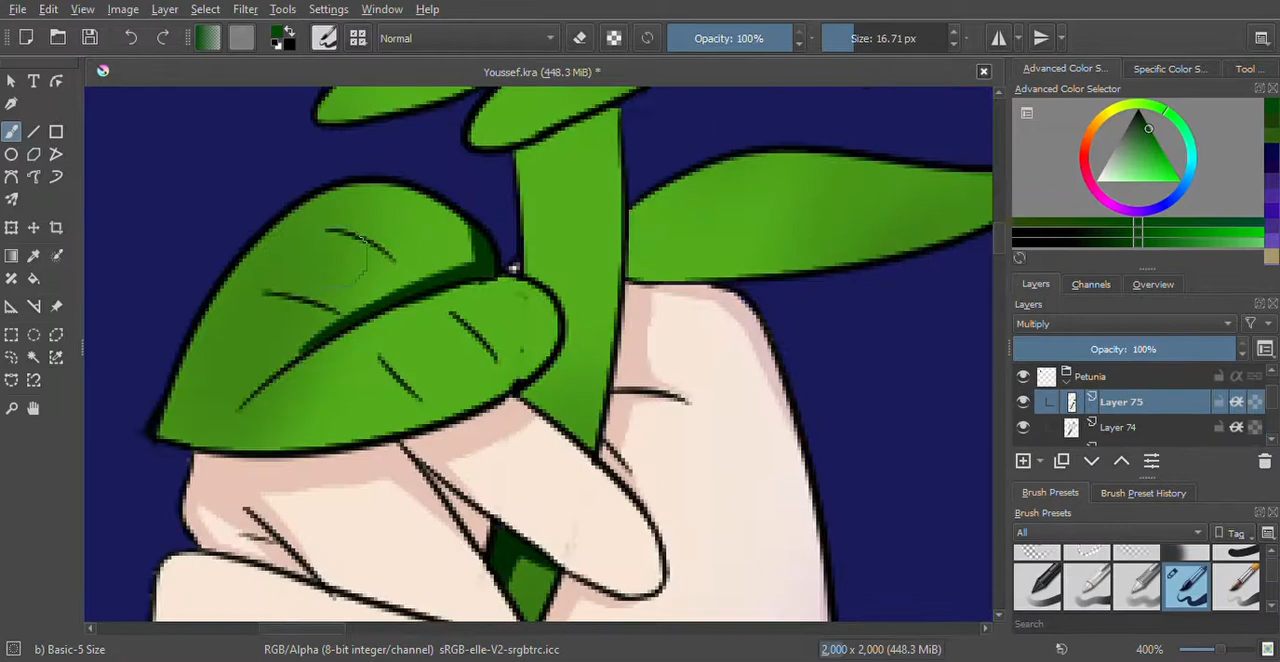 File Edit View Image Layer Select Filter Tools Settings Window Help
Normal Opacity: 100% Size: 16.71 px
Youssef.kra (448.3 MiB) *
Advanced Color S... Specific Color S... Tool ...
Advanced Color Selector
Layers Channels Overview
Layers
Multiply
Opacity: 100%
Petunia
Layer 75
Layer 74
Brush Presets Brush Preset History
Brush Presets
All Tag
Search
b) Basic-5 Size RGB/Alpha (8-bit integer/channel) sRGB-elle-V2-srgbtrc.icc 2,000 x 2,000 (448.3 MiB) 400%